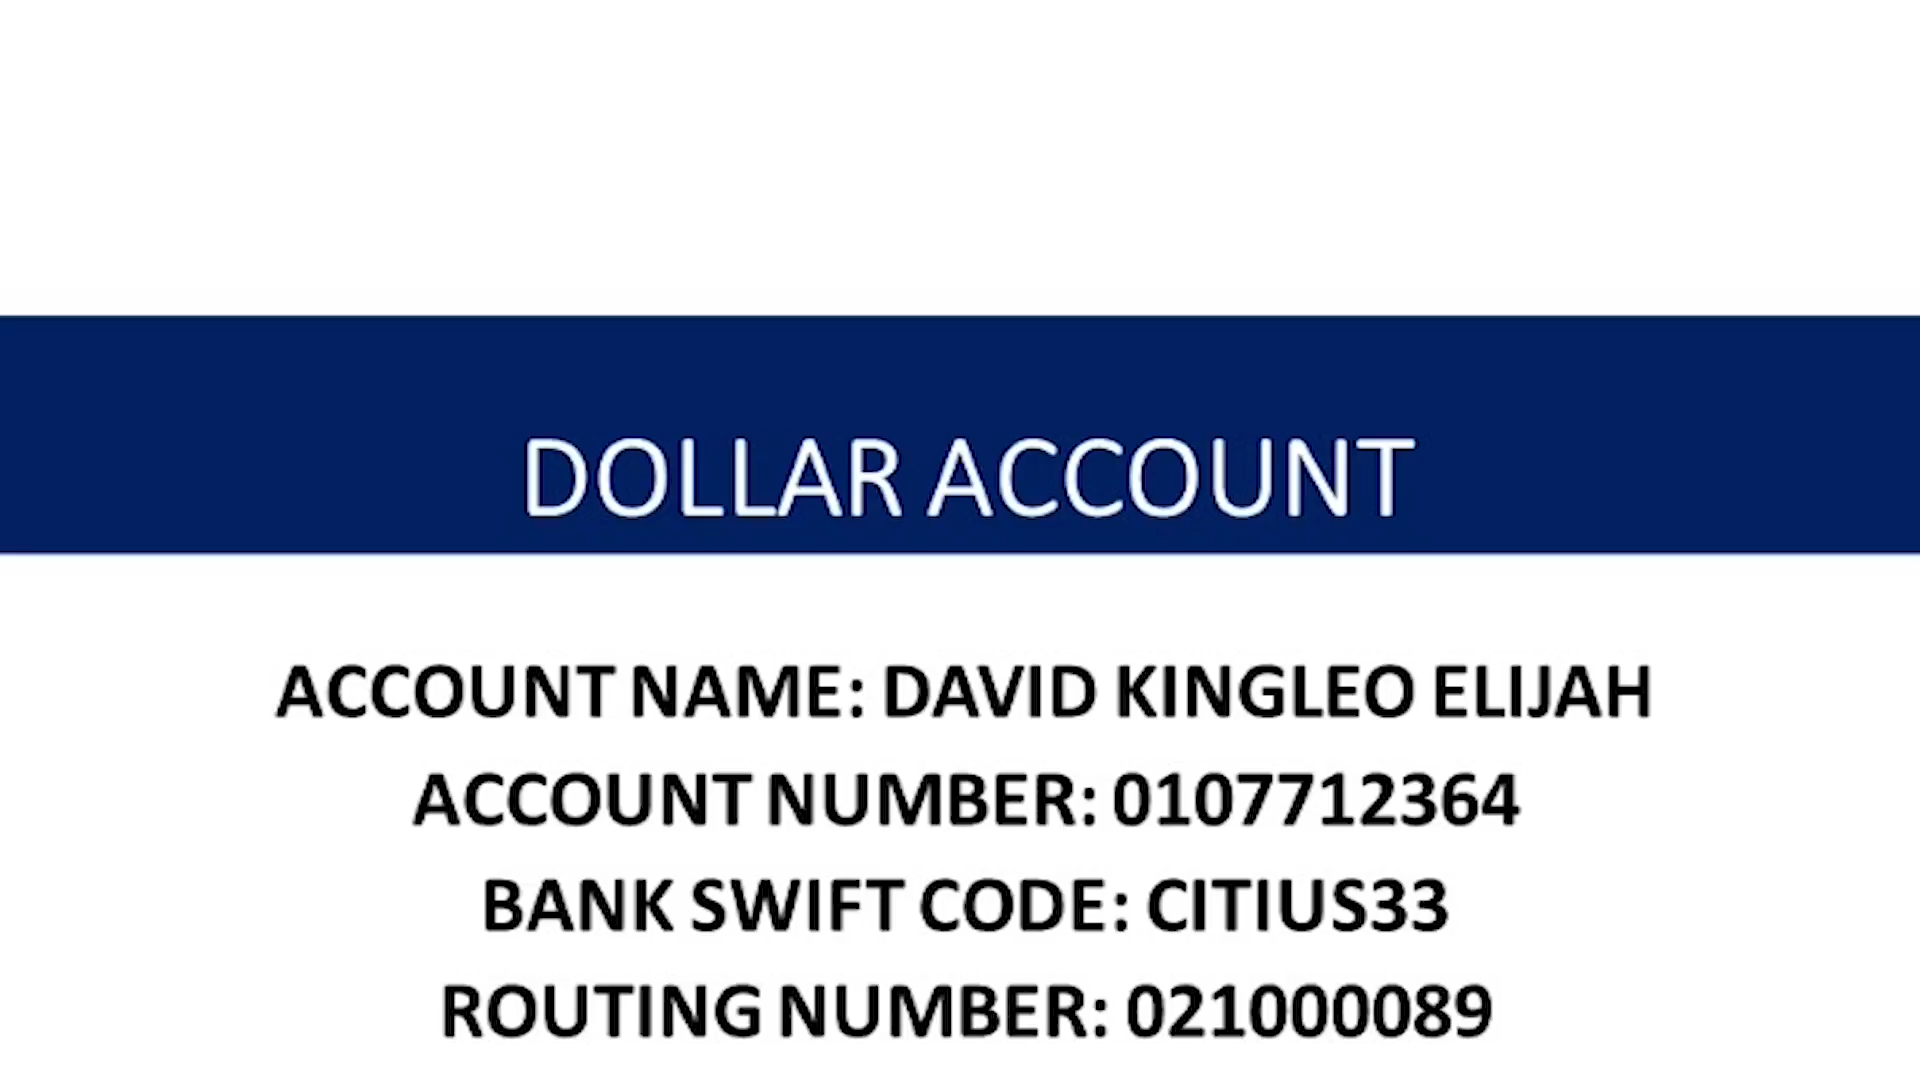 DOLLAR ACCOUNT
ACCOUNT NAME: DAVID KINGLEO ELIJAH
ACCOUNT NUMBER: 0107712364
BANK SWIFT CODE: CITIUS33
ROUTING NUMBER: 021000089